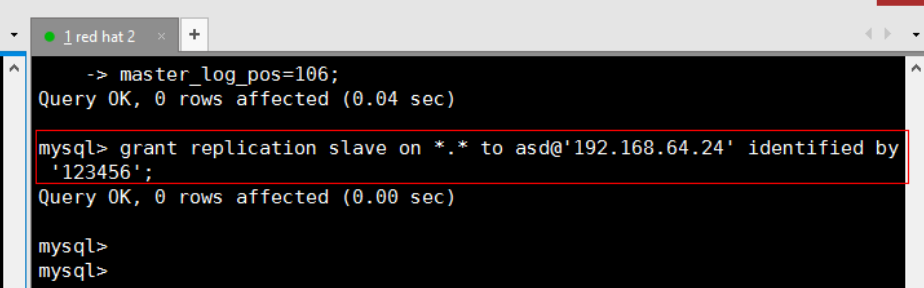 1 red hat 2 × +
-> master_log_pos=106;
Query OK, 0 rows affected (0.04 sec)
mysql> grant replication slave on *.* to asd@'192.168.64.24' identified by
'123456';
Query OK, 0 rows affected (0.00 sec)
mysql>
mysql>